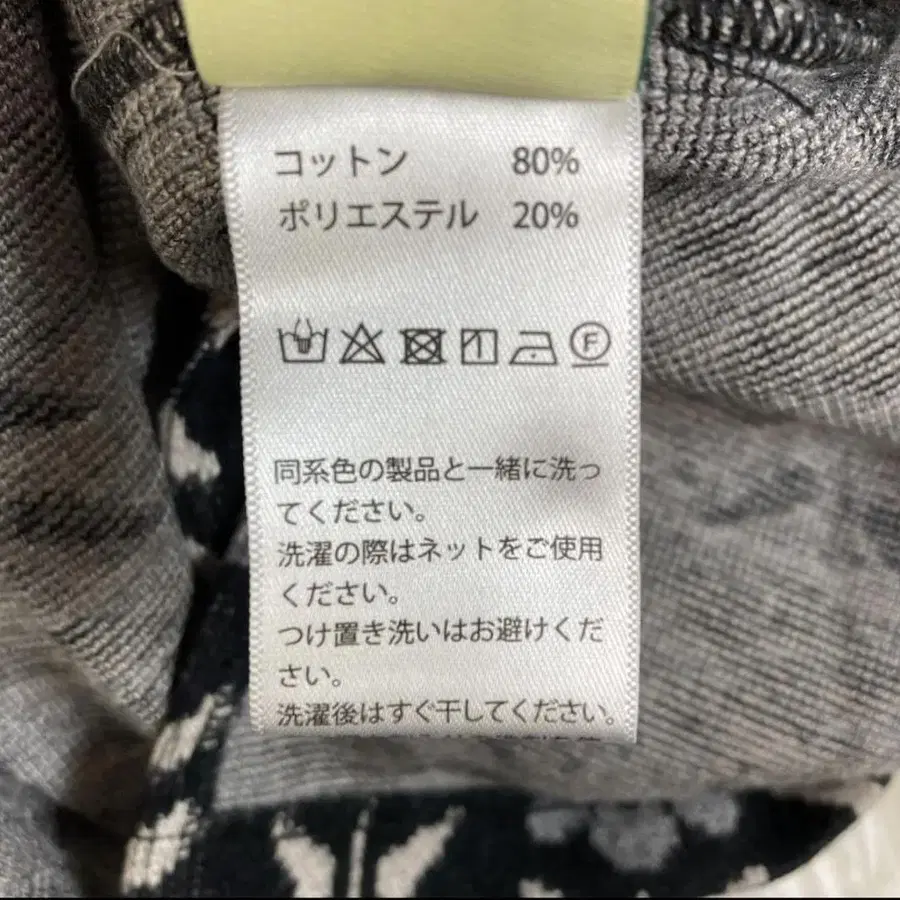 コットン 80%
ポリエステル 20%
F
同系色の製品と一緒に洗っ
てください。
洗濯の際はネットをご使用
ください。
つけ置き洗いはお避けくだ
さい。
洗濯後はすぐ干してください。